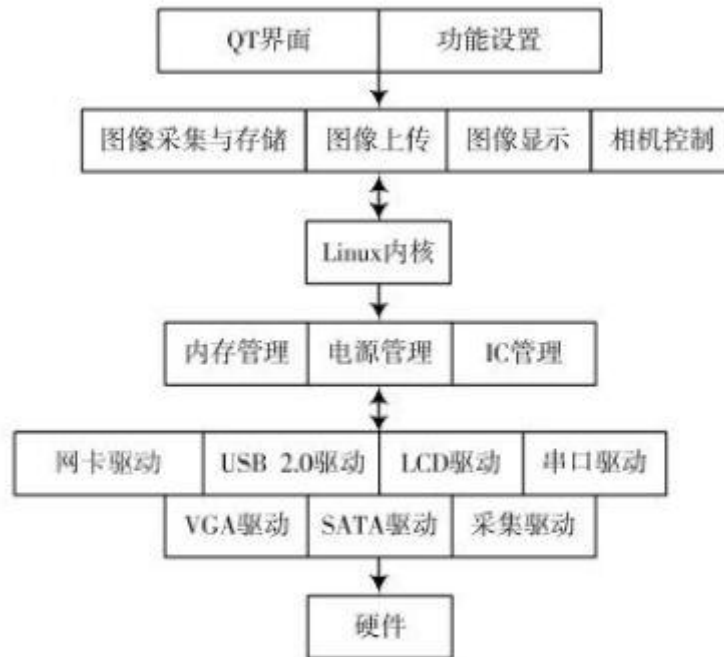 QT界面 功能设置
图像采集与存储 图像上传 图像显示 相机控制
Linux内核
内存管理 电源管理 IC管理
网卡驱动 USB 2.0驱动 LCD驱动 串口驱动
VGA驱动 SATA驱动 采集驱动
硬件